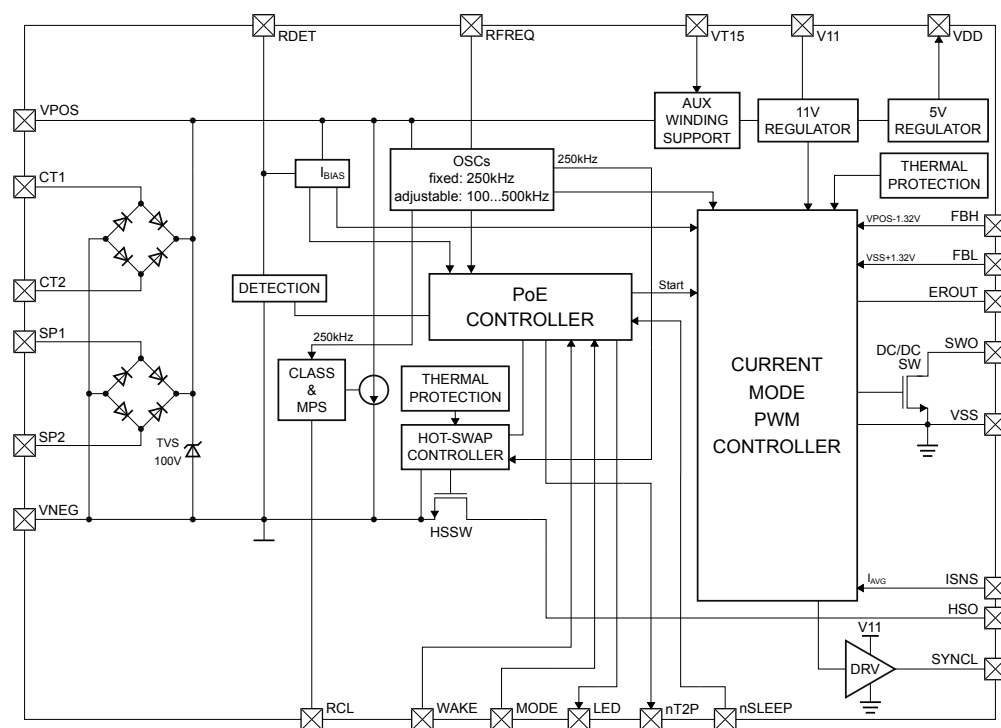 RDET
RFREQ
VT15
V11
VDD
VPOS
AUX
WINDING
SUPPORT
11V
REGULATOR
5V
REGULATOR
OSCs
fixed: 250kHz
adjustable: 100...500kHz
250kHz
IBIAS
THERMAL
PROTECTION
CT1
VPOS-1.32V
FBH
VSS+1.32V
FBL
CT2
DETECTION
PoE
CONTROLLER
Start
EROUT
SP1
250kHz
CLASS
&
MPS
THERMAL
PROTECTION
CURRENT
MODE
PWM
CONTROLLER
DC/DC
SW
SWO
VSS
HOT-SWAP
CONTROLLER
SP2
TVS
100V
VNEG
HSSW
IAVG
ISNS
HSO
V11
DRV
SYNCL
RCL
WAKE
MODE
LED
nT2P
nSLEEP